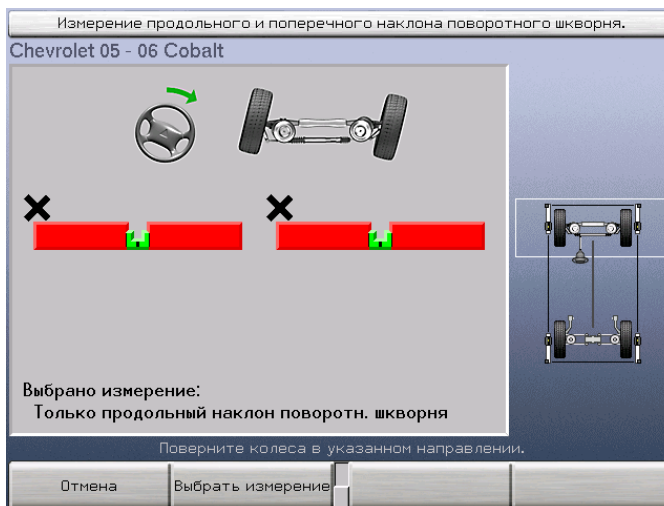 Измерение продольного и поперечного наклона поворотного шкворня.
Chevrolet 05 - 06 Cobalt
Выбрано измерение:
Только продольный наклон поворотн. шкворня
Поверните колеса в указанном направлении.
Отмена
Выбрать измерение